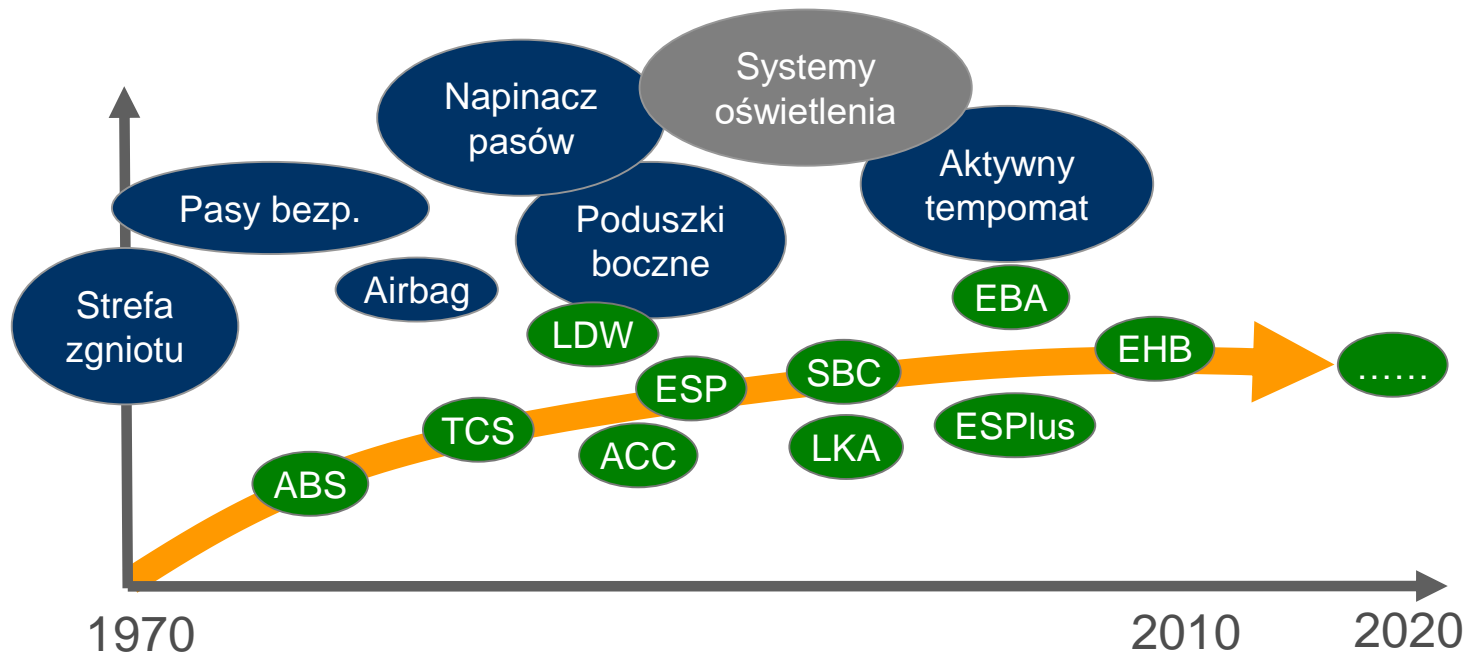 Systemy
oświetlenia
Napinacz
pasów
Aktywny
tempomat
Pasy bezp.
Poduszki
boczne
Airbag
EBA
Strefa
zgniotu
LDW
EHB
SBC
......
ESP
ESPlus
TCS
LKA
ACC
ABS
1970
2010
2020